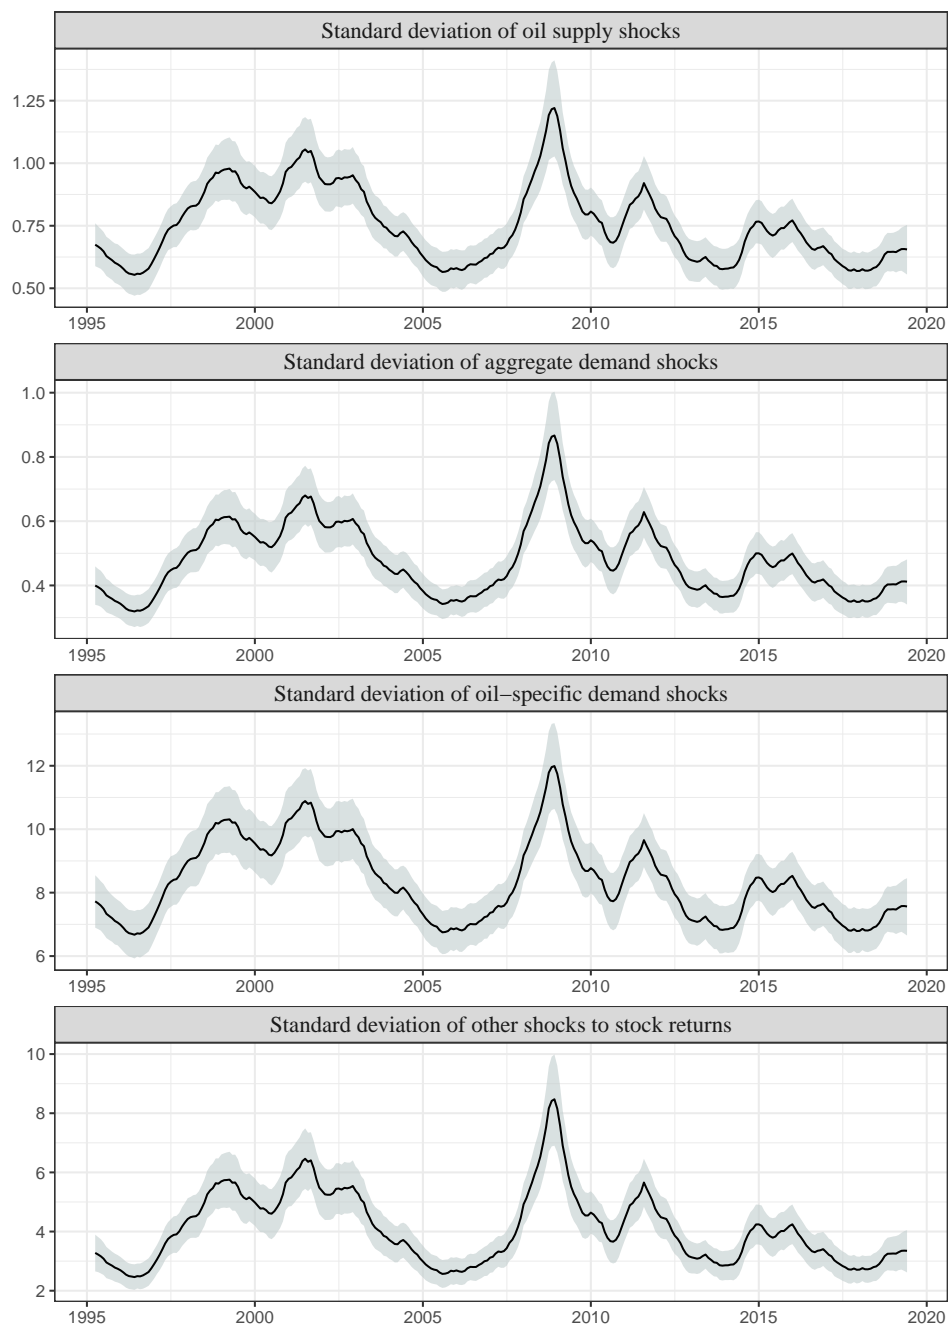 Standard deviation of oil supply shocks
1.25
1.00
0.75
0.50
1995 2000 2005 2010 2015 2020
Standard deviation of aggregate demand shocks
1.0
0.8
0.6
0.4
1995 2000 2005 2010 2015 2020
Standard deviation of oil−specific demand shocks
12
10
8
6
1995 2000 2005 2010 2015 2020
Standard deviation of other shocks to stock returns
10
8
6
4
2
1995 2000 2005 2010 2015 2020